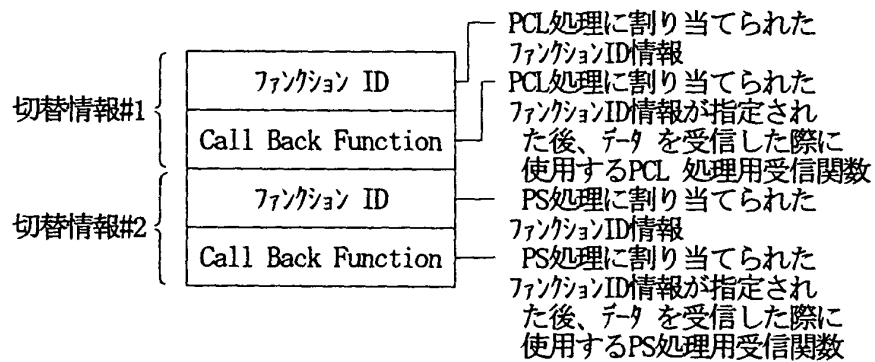 切替情報#1
ﾌｧﾝｸｼｮﾝ ID
Call Back Function
切替情報#2
ﾌｧﾝｸｼｮﾝ ID
Call Back Function
PCL処理に割り当てられた
ﾌｧﾝｸｼｮﾝID情報
PCL処理に割り当てられた
ﾌｧﾝｸｼｮﾝID情報が指定され
た後、ﾃﾞｰﾀ を受信した際に
使用するPCL 処理用受信関数
PS処理に割り当てられた
ﾌｧﾝｸｼｮﾝID情報
PS処理に割り当てられた
ﾌｧﾝｸｼｮﾝID情報が指定され
た後、ﾃﾞｰﾀ を受信した際に
使用するPS処理用受信関数